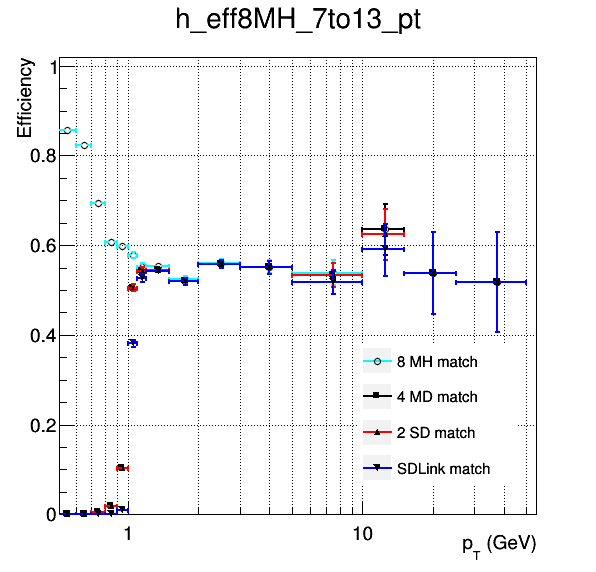 h_eff8MH_7to13_pt
Efficiency
1
0.8
0.6
0.4
0.2
0
8 MH match
4 MD match
2 SD match
SDLink match
1
10
p_T (GeV)